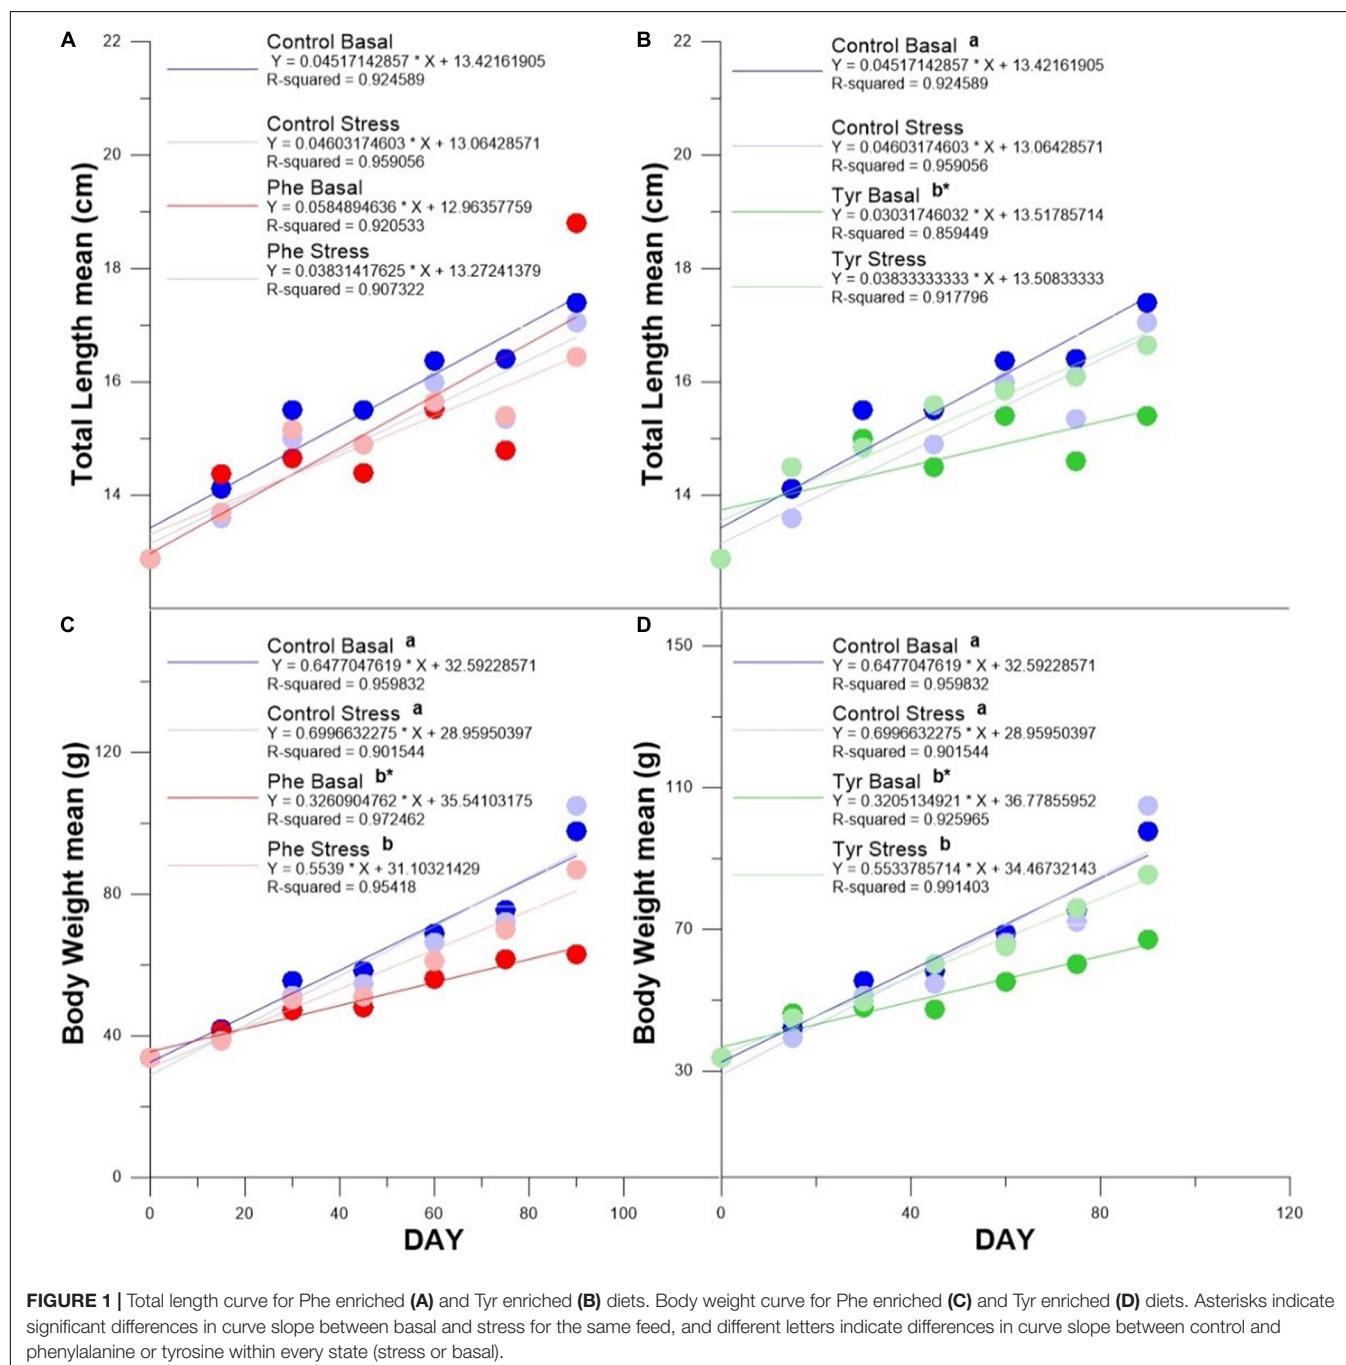 A
22
20
18
16
14
Total Length mean (cm)
Control Basal
Y = 0.04517142857 * X + 13.42161905
R-squared = 0.924589
Control Stress
Y = 0.04603174603 * X + 13.06428571
R-squared = 0.959056
Phe Basal
Y = 0.0584894636 * X + 12.96357759
R-squared = 0.920533
Phe Stress
Y = 0.03831417625 * X + 13.27241379
R-squared = 0.907322
B
22
20
18
16
14
Total Length mean (cm)
Control Basal a
Y = 0.04517142857 * X + 13.42161905
R-squared = 0.924589
Control Stress
Y = 0.04603174603 * X + 13.06428571
R-squared = 0.959056
Tyr Basal b*
Y = 0.03031746032 * X + 13.51785714
R-squared = 0.859449
Tyr Stress
Y = 0.03833333333 * X + 13.50833333
R-squared = 0.917796
C
120
80
40
0
Body Weight mean (g)
Control Basal a
Y = 0.6477047619 * X + 32.59228571
R-squared = 0.959832
Control Stress a
Y = 0.6996632275 * X + 28.95950397
R-squared = 0.901544
Phe Basal b*
Y = 0.3260904762 * X + 35.54103175
R-squared = 0.972462
Phe Stress b
Y = 0.5539 * X + 31.10321429
R-squared = 0.95418
0 20 40 60 80 100
DAY
D
150
110
70
30
Body Weight mean (g)
Control Basal a
Y = 0.6477047619 * X + 32.59228571
R-squared = 0.959832
Control Stress a
Y = 0.6996632275 * X + 28.95950397
R-squared = 0.901544
Tyr Basal b*
Y = 0.3205134921 * X + 36.77855952
R-squared = 0.925965
Tyr Stress b
Y = 0.5533785714 * X + 34.46732143
R-squared = 0.991403
0 40 80 120
DAY
FIGURE 1 | Total length curve for Phe enriched (A) and Tyr enriched (B) diets. Body weight curve for Phe enriched (C) and Tyr enriched (D) diets. Asterisks indicate
significant differences in curve slope between basal and stress for the same feed, and different letters indicate differences in curve slope between control and
phenylalanine or tyrosine within every state (stress or basal).